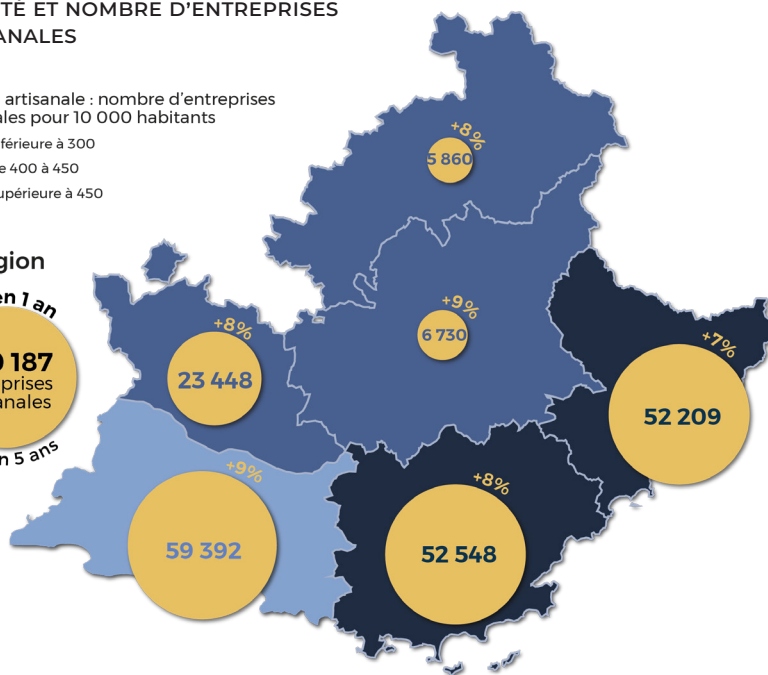 TÉ ET NOMBRE D'ENTREPRISES
ANALES
artisanale : nombre d'entreprises
ales pour 10 000 habitants
férieure à 300
e 400 à 450
upérieure à 450
gion
en 1 an
0 187
prises
anales
n 5 ans
+8%
5 860
+9%
6 730
+8%
23 448
+7%
52 209
+9%
59 392
+8%
52 548